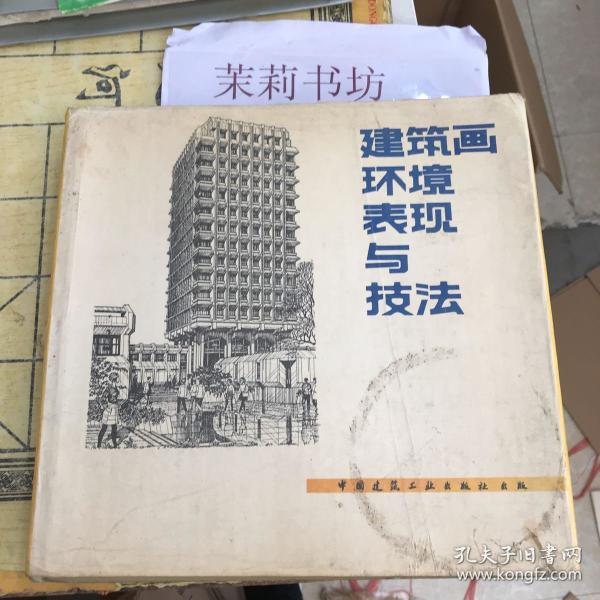 河
茉莉书坊
建筑画
环境
表现
与
技法
中国建筑工业出版社出版
孔夫子旧书网
www.kongfz.com